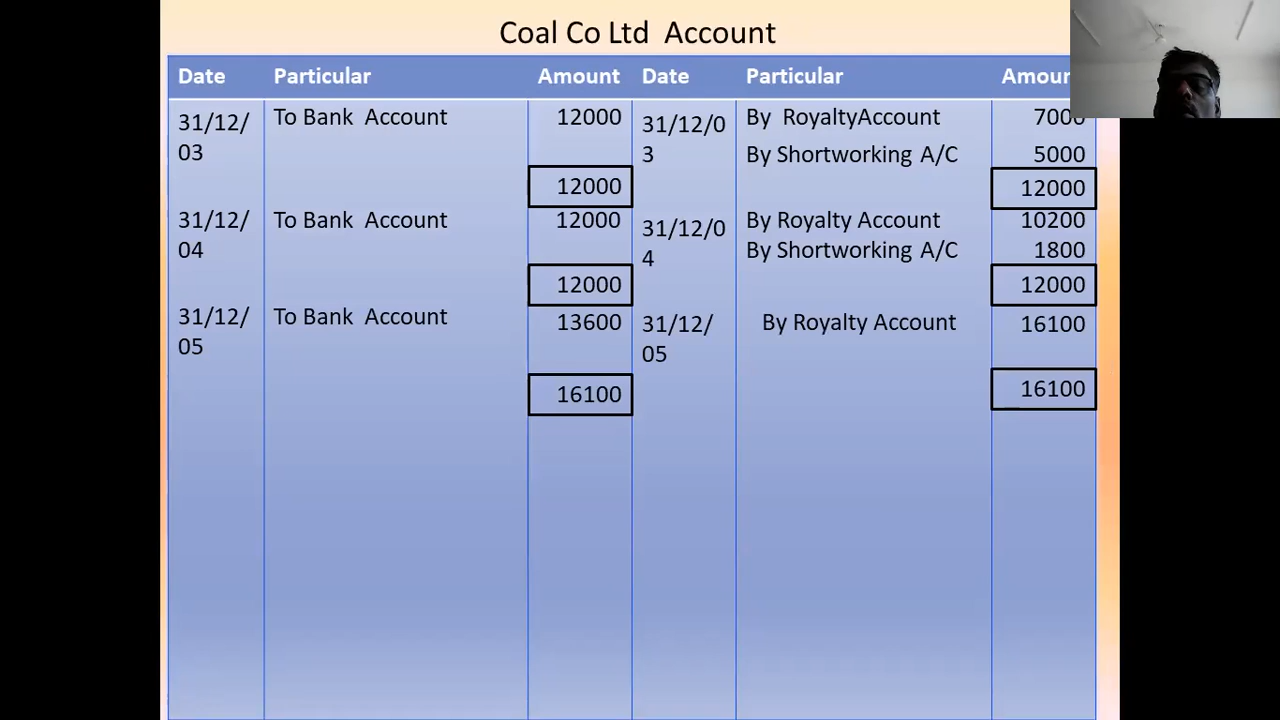 Coal Co Ltd Account
Date Particular Amount Date Particular Amoun
31/12/ To Bank Account 12000 31/12/0 By RoyaltyAccount 7000
03 3 By Shortworking A/C 5000
12000 12000
31/12/ To Bank Account 12000 31/12/0 By Royalty Account 10200
04 4 By Shortworking A/C 1800
12000 12000
31/12/ To Bank Account 13600 31/12/ By Royalty Account 16100
05 05
16100 16100